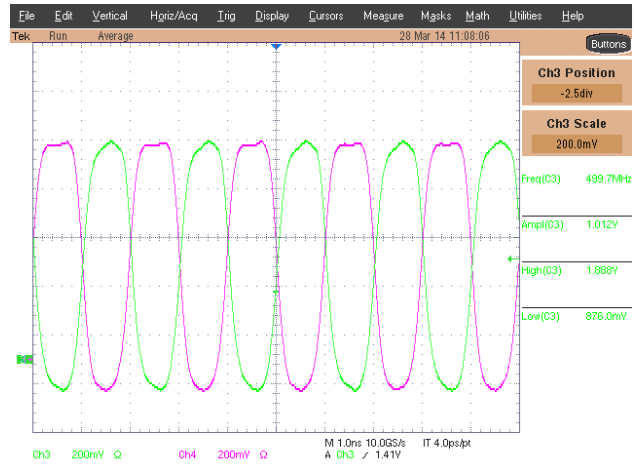 File Edit Vertical Horiz/Acq Trig Display Cursors Measure Masks Math Utilities Help
Tek Run Average 28 Mar 14 11:08:06
Buttons
Ch3 Position
-2.5div
Ch3 Scale
200.0mV
Freq(C3) 499.7MHz
Ampl(C3) 1.012V
High(C3) 1.888V
Low(C3) 876.0mV
M 1.0ns 10.0GS/s IT 4.0ps/pt
Ch3 200mV Ω Ch4 200mV Ω A Ch3 ∕ 1.41V